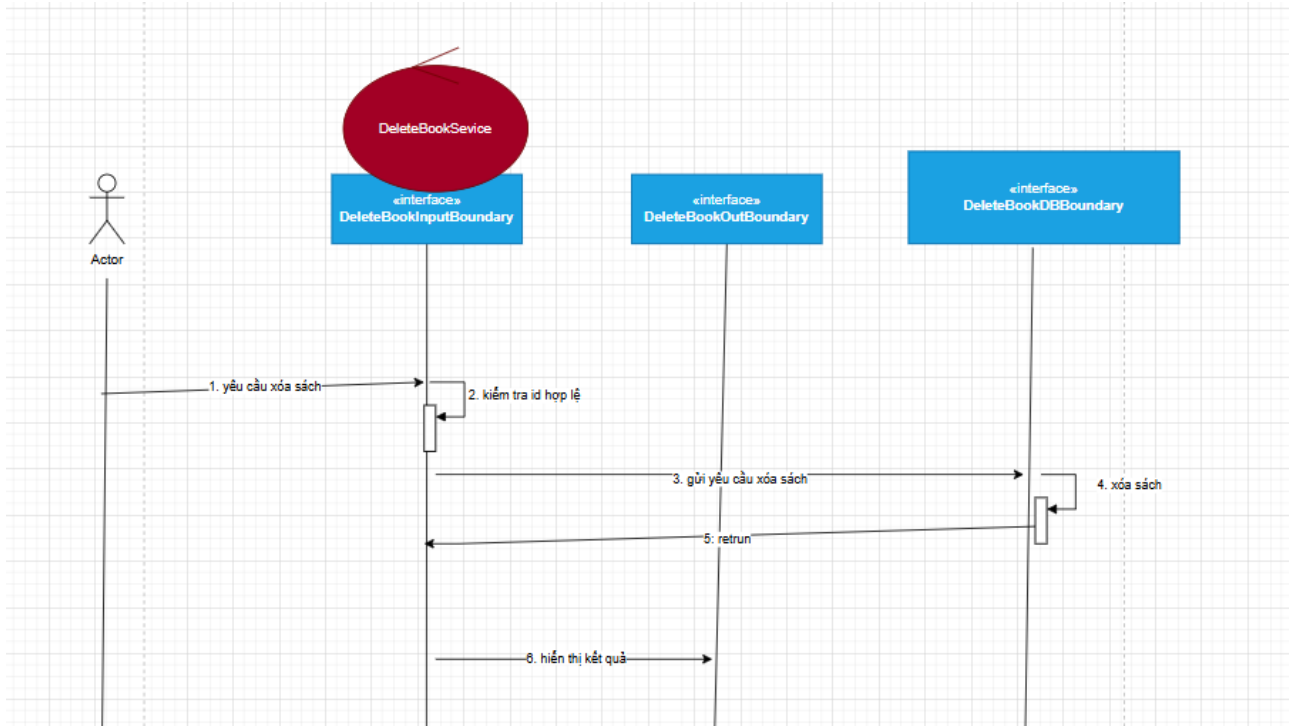 DeleteBookSevice
«interface»
DeleteBookInputBoundary
«interface»
DeleteBookOutBoundary
«interface»
DeleteBookDBBoundary
Actor
1. yêu cầu xóa sách
2. kiểm tra id hợp lệ
3. gửi yêu cầu xóa sách
4. xóa sách
5: retrun
6. hiển thị kết quả